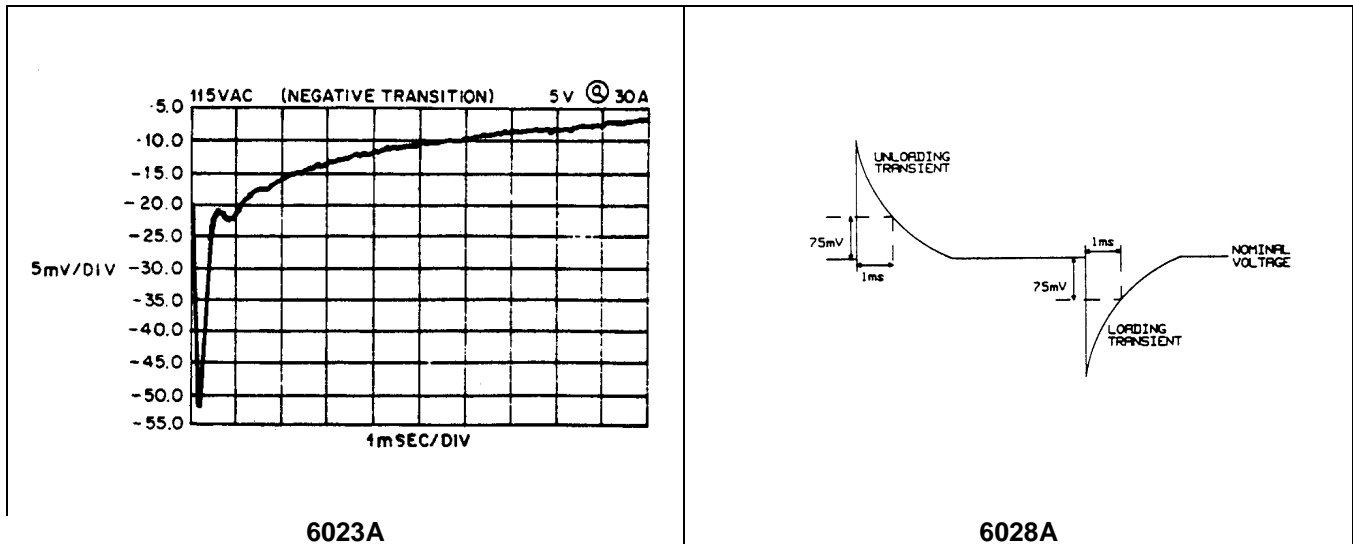 115VAC (NEGATIVE TRANSITION) 5V @ 30A
-5.0
-10.0
-15.0
-20.0
-25.0
5mV/DIV -30.0
-35.0
-40.0
-45.0
-50.0
-55.0
1mSEC/DIV
6023A
UNLOADING
TRANSIENT
75mV
1ms
1ms
75mV
NOMINAL
VOLTAGE
LOADING
TRANSIENT
6028A